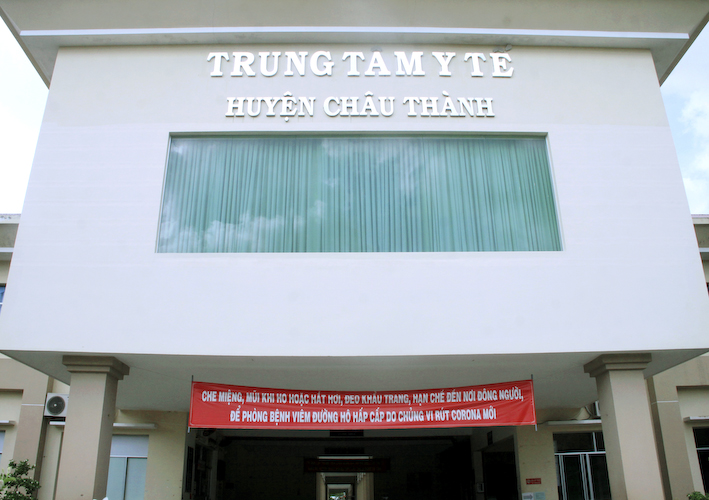 TRUNG TAM Y TẾ
HUYỆN CHÂU THÀNH
CHE MIỆNG, MŨI KHI HO HOẶC HẮT HƠI, ĐEO KHẨU TRANG, HẠN CHẾ ĐẾN NƠI ĐÔNG NGƯỜI,
ĐỂ PHÒNG BỆNH VIÊM ĐƯỜNG HÔ HẤP CẤP DO CHỦNG VI RÚT CORONA MỚI